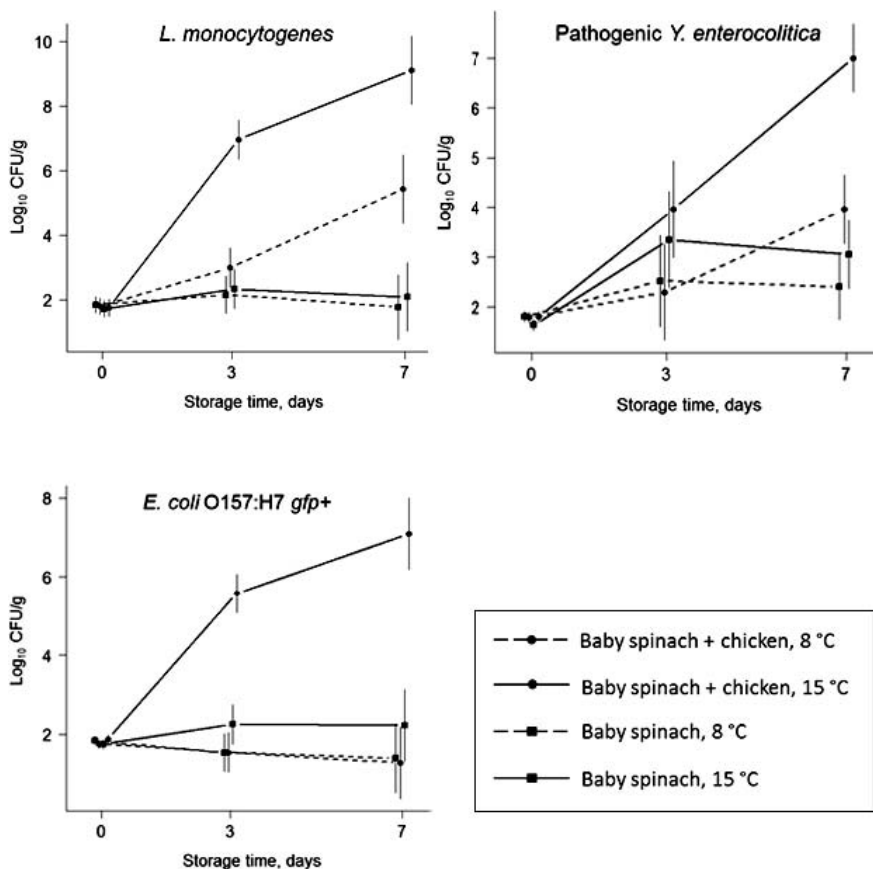 L. monocytogenes
10
8
6
4
2
Log10 CFU/g
0 3 7
Storage time, days
Pathogenic Y. enterocolitica
7
6
5
4
3
2
Log10 CFU/g
0 3 7
Storage time, days
E. coli O157:H7 gfp+
8
6
4
2
Log10 CFU/g
0 3 7
Storage time, days
Baby spinach + chicken, 8 °C
Baby spinach + chicken, 15 °C
Baby spinach, 8 °C
Baby spinach, 15 °C